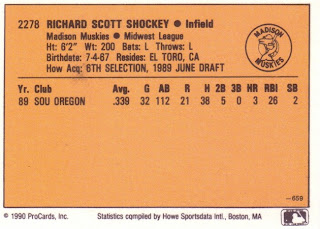 2278 RICHARD SCOTT SHOCKEY ● Infield
Madison Muskies ● Midwest League
Ht: 6'2" Wt: 200 Bats: L Throws: L
Birthdate: 7-4-67 Resides: EL TORO, CA
How Acq: 6TH SELECTION, 1989 JUNE DRAFT
MADISON
MUSKIES
Yr. Club Avg. G AB R H 2B 3B HR RBI SB
89 SOU OREGON .339 32 112 21 38 5 0 3 26 2
—659
© 1990 ProCards, Inc. Statistics compiled by Howe Sportsdata Intl., Boston, MA